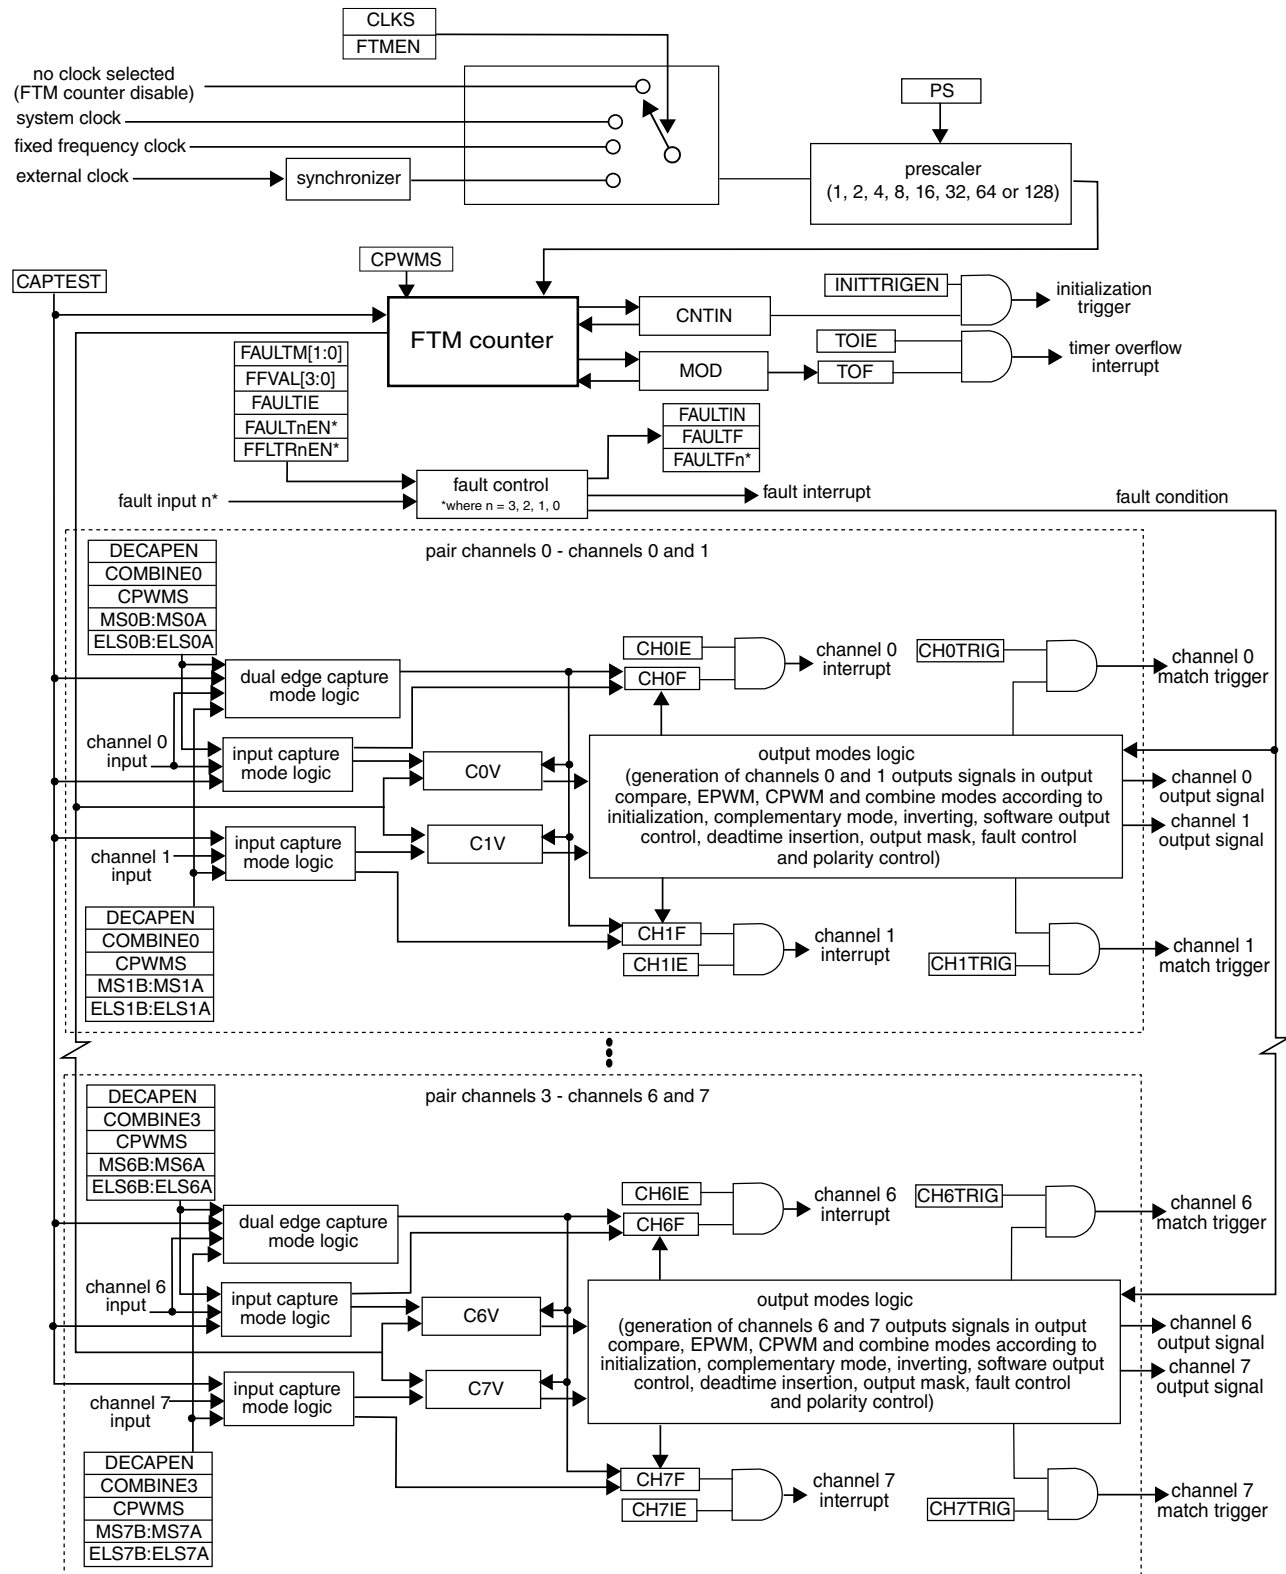 CLKS
FTMEN
no clock selected
(FTM counter disable)
system clock
fixed frequency clock
external clock
synchronizer
PS
prescaler
(1, 2, 4, 8, 16, 32, 64 or 128)
CPWMS
CAPTEST
FTM counter
INITTRIGEN
CNTIN
initialization
trigger
TOIE
MOD
TOF
timer overflow
interrupt
FAULTM[1:0]
FFVAL[3:0]
FAULTIE
FAULTnEN*
FFLTRnEN*
FAULTIN
FAULTF
FAULTFn*
fault input n*
fault control
*where n = 3, 2, 1, 0
fault interrupt
fault condition
pair channels 0 - channels 0 and 1
DECAPEN
COMBINE0
CPWMS
MS0B:MS0A
ELS0B:ELS0A
dual edge capture
mode logic
CH0IE
CH0F
channel 0
interrupt
CH0TRIG
channel 0
match trigger
channel 0
input
input capture
mode logic
C0V
output modes logic
(generation of channels 0 and 1 outputs signals in output
compare, EPWM, CPWM and combine modes according to
initialization, complementary mode, inverting, software output
control, deadtime insertion, output mask, fault control
and polarity control)
channel 0
output signal
channel 1
output signal
channel 1
input
input capture
mode logic
C1V
DECAPEN
COMBINE0
CPWMS
MS1B:MS1A
ELS1B:ELS1A
CH1F
CH1IE
channel 1
interrupt
CH1TRIG
channel 1
match trigger
pair channels 3 - channels 6 and 7
DECAPEN
COMBINE3
CPWMS
MS6B:MS6A
ELS6B:ELS6A
dual edge capture
mode logic
CH6IE
CH6F
channel 6
interrupt
CH6TRIG
channel 6
match trigger
channel 6
input
input capture
mode logic
C6V
output modes logic
(generation of channels 6 and 7 outputs signals in output
compare, EPWM, CPWM and combine modes according to
initialization, complementary mode, inverting, software output
control, deadtime insertion, output mask, fault control
and polarity control)
channel 6
output signal
channel 7
output signal
channel 7
input
input capture
mode logic
C7V
DECAPEN
COMBINE3
CPWMS
MS7B:MS7A
ELS7B:ELS7A
CH7F
CH7IE
channel 7
interrupt
CH7TRIG
channel 7
match trigger